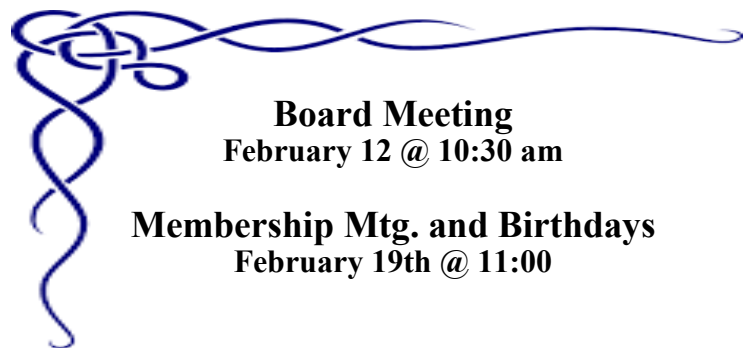 Board Meeting
February 12 @ 10:30 am
Membership Mtg. and Birthdays
February 19th @ 11:00